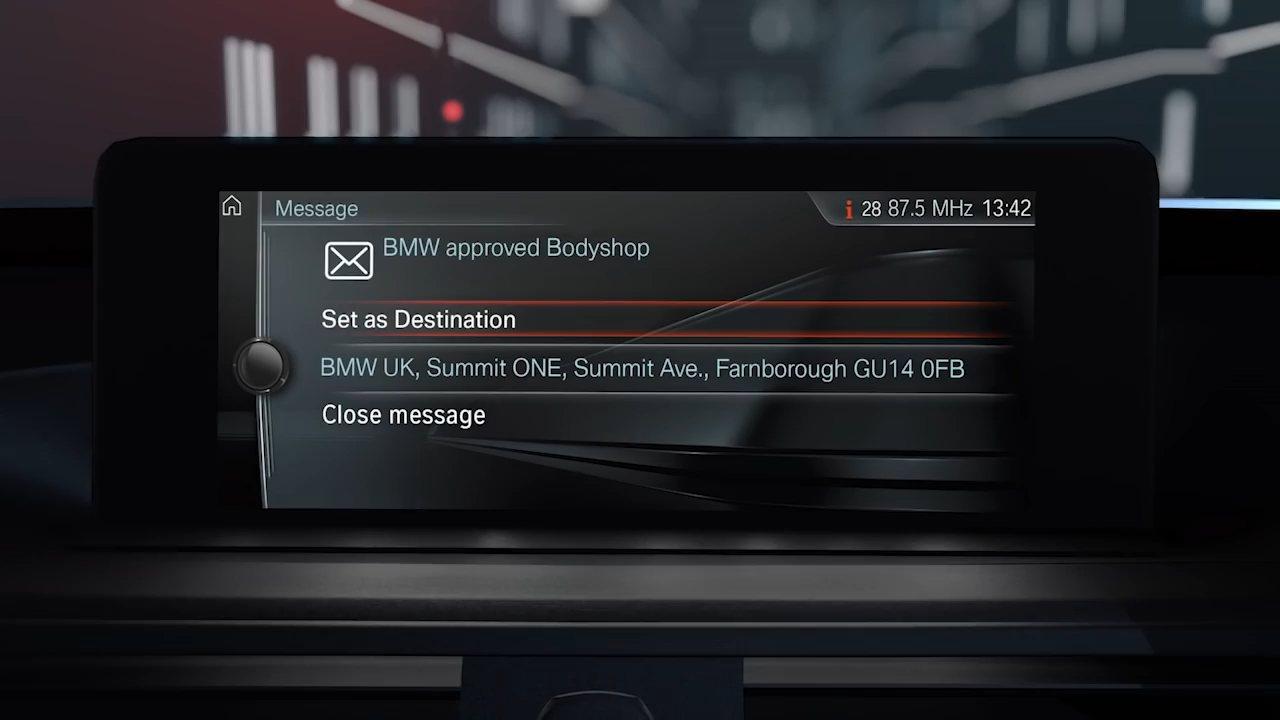 Message
i 28 87.5 MHz 13:42
BMW approved Bodyshop
Set as Destination
BMW UK, Summit ONE, Summit Ave., Farnborough GU14 0FB
Close message